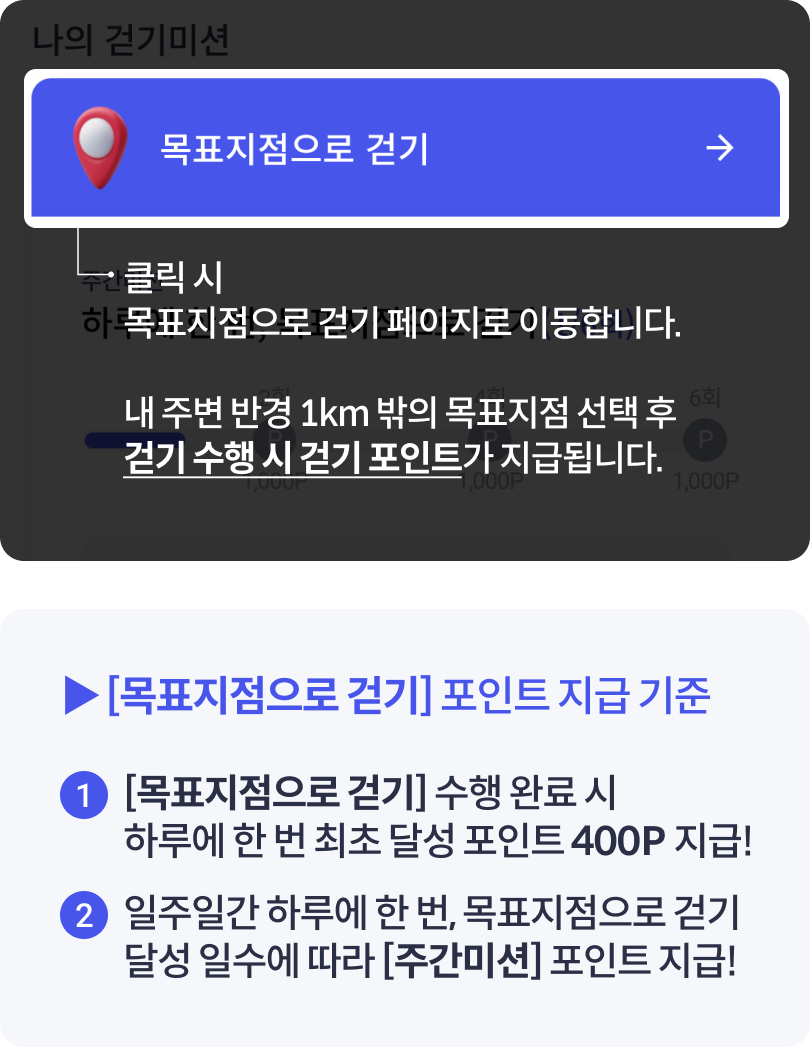 나의 걷기미션
목표지점으로 걷기
클릭 시
목표지점으로 걷기 페이지로 이동합니다.
내 주변 반경 1km 밖의 목표지점 선택 후
걷기 수행 시 걷기 포인트가 지급됩니다.
6회
P
1,000P 1,000P 1,000P
▶ [목표지점으로 걷기] 포인트 지급 기준
1 [목표지점으로 걷기] 수행 완료 시
하루에 한 번 최초 달성 포인트 400P 지급!
2 일주일간 하루에 한 번, 목표지점으로 걷기
달성 일수에 따라 [주간미션] 포인트 지급!